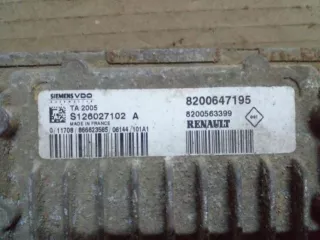 SIEMENS VDO
TA 2005
S126027102 A
MADE IN FRANCE
8200647195
8200563399
RENAULT